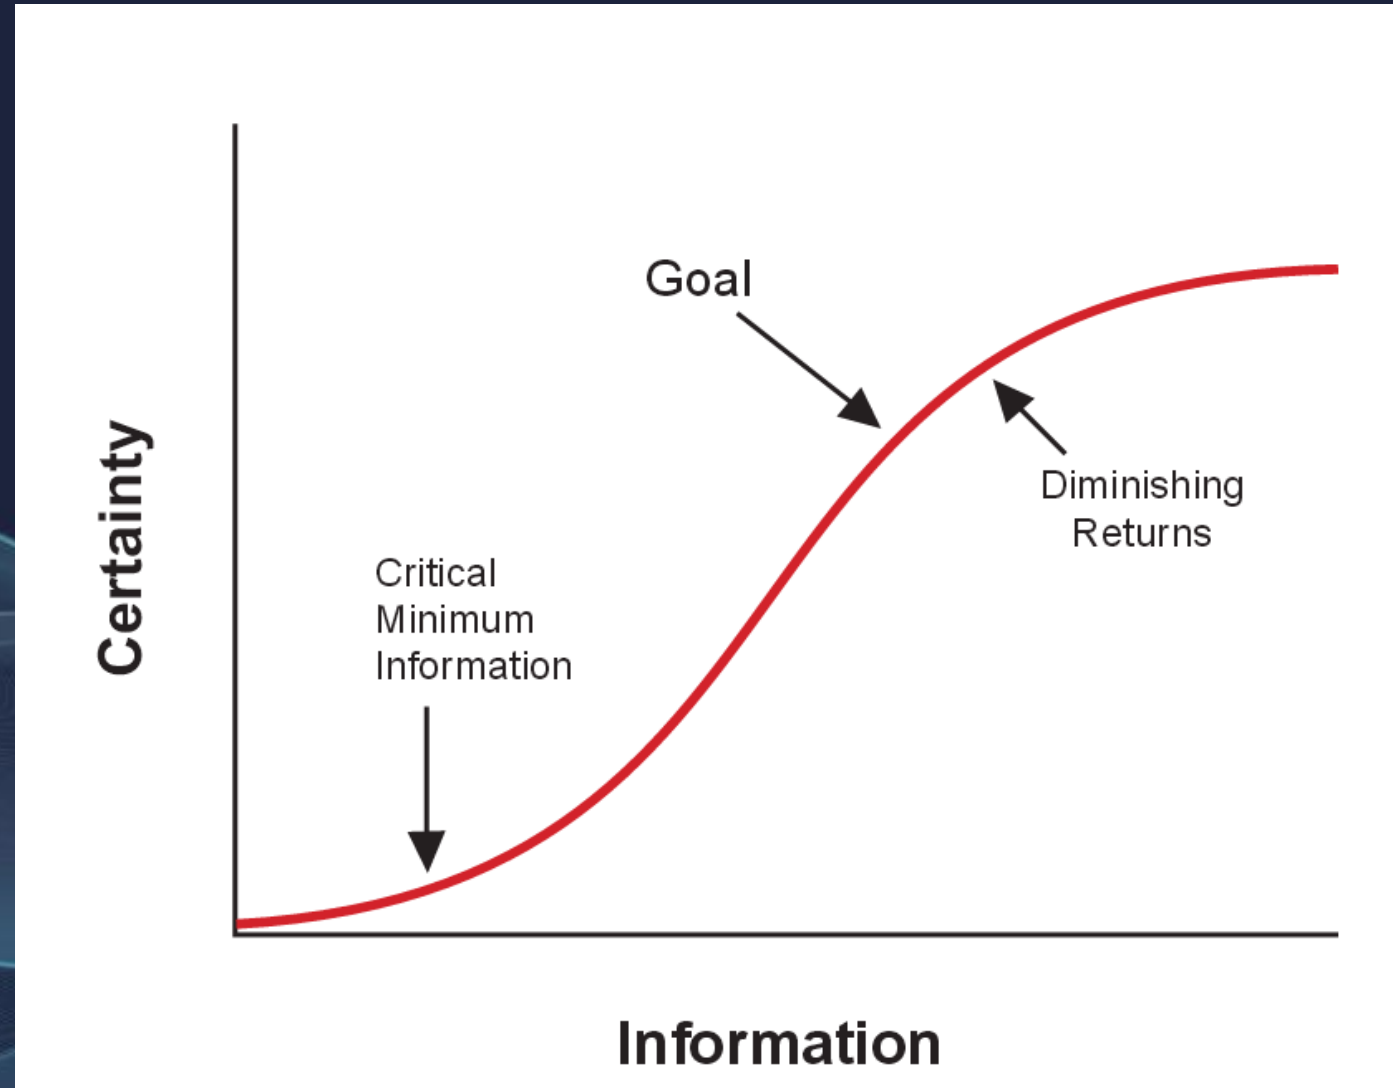 Goal
Diminishing
Returns
Critical
Minimum
Information
Certainty
Information